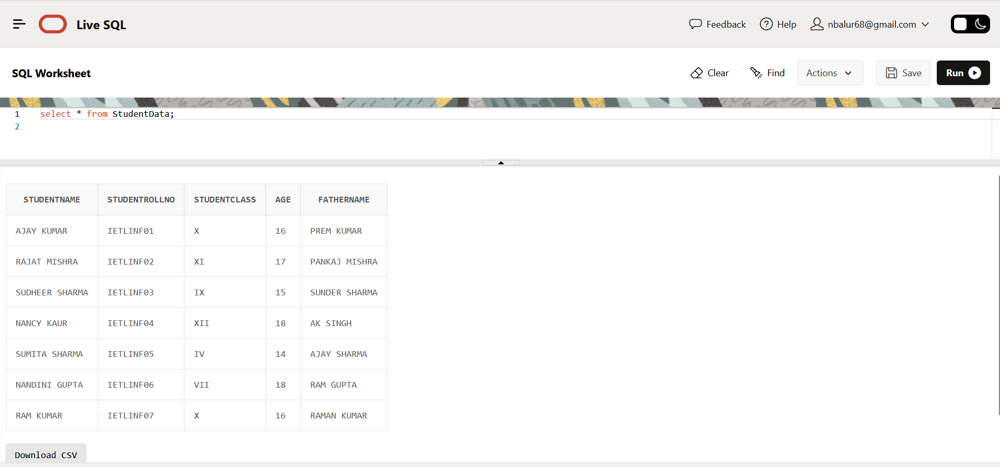 Live SQL Feedback Help nbalur68@gmail.com
SQL Worksheet Clear Find Actions Save Run
1 select * from StudentData;
2
STUDENTNAME STUDENTROLLNO STUDENTCLASS AGE FATHERNAME
AJAY KUMAR IETLINF01 X 16 PREM KUMAR
RAJAT MISHRA IETLINF02 XI 17 PANKAJ MISHRA
SUDHEER SHARMA IETLINF03 IX 15 SUNDER SHARMA
NANCY KAUR IETLINF04 XII 18 AK SINGH
SUMITA SHARMA IETLINF05 IV 14 AJAY SHARMA
NANDINI GUPTA IETLINF06 VII 18 RAM GUPTA
RAM KUMAR IETLINF07 X 16 RAMAN KUMAR
Download CSV